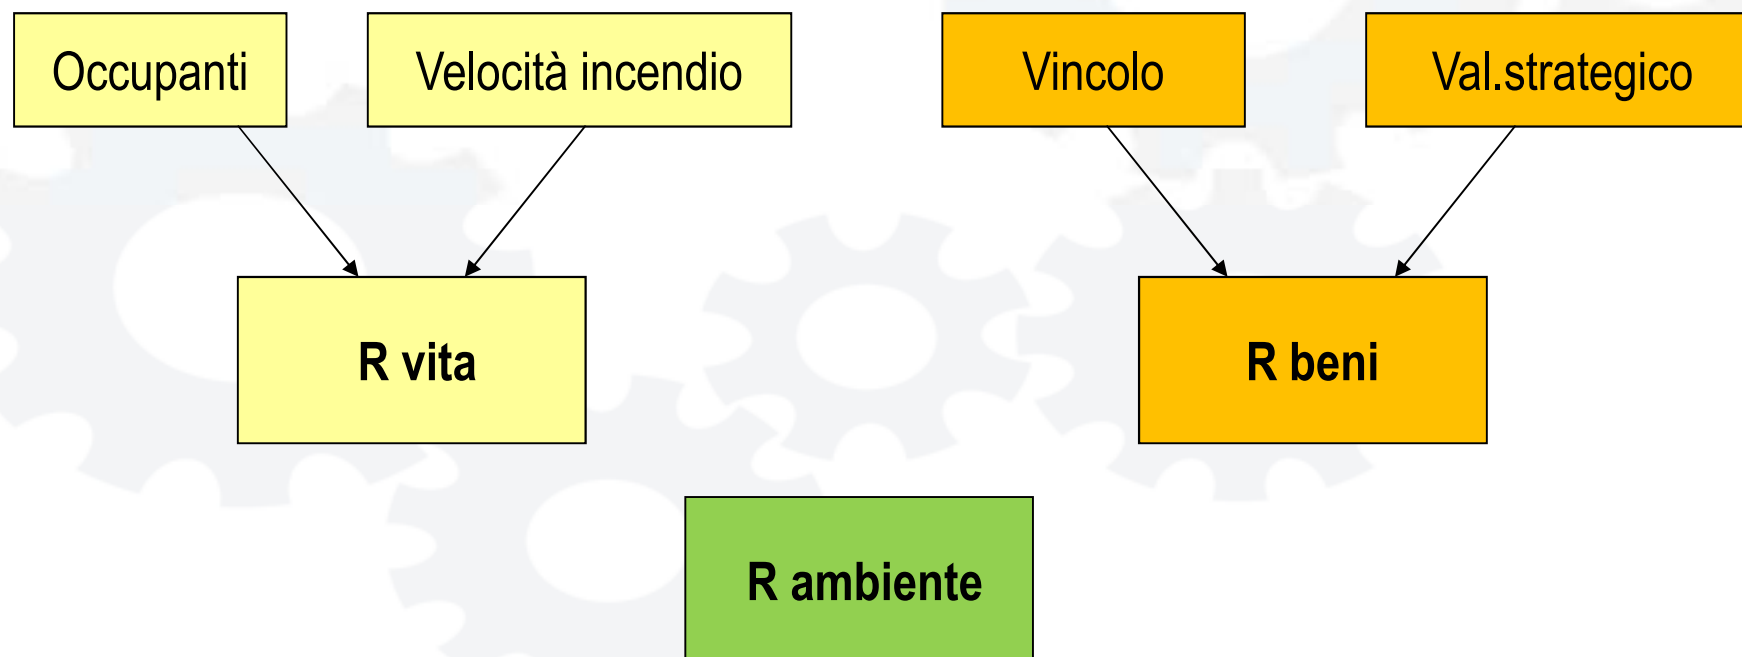 Occupanti
Velocità incendio
Vincolo
Val.strategico
R vita
R beni
R ambiente